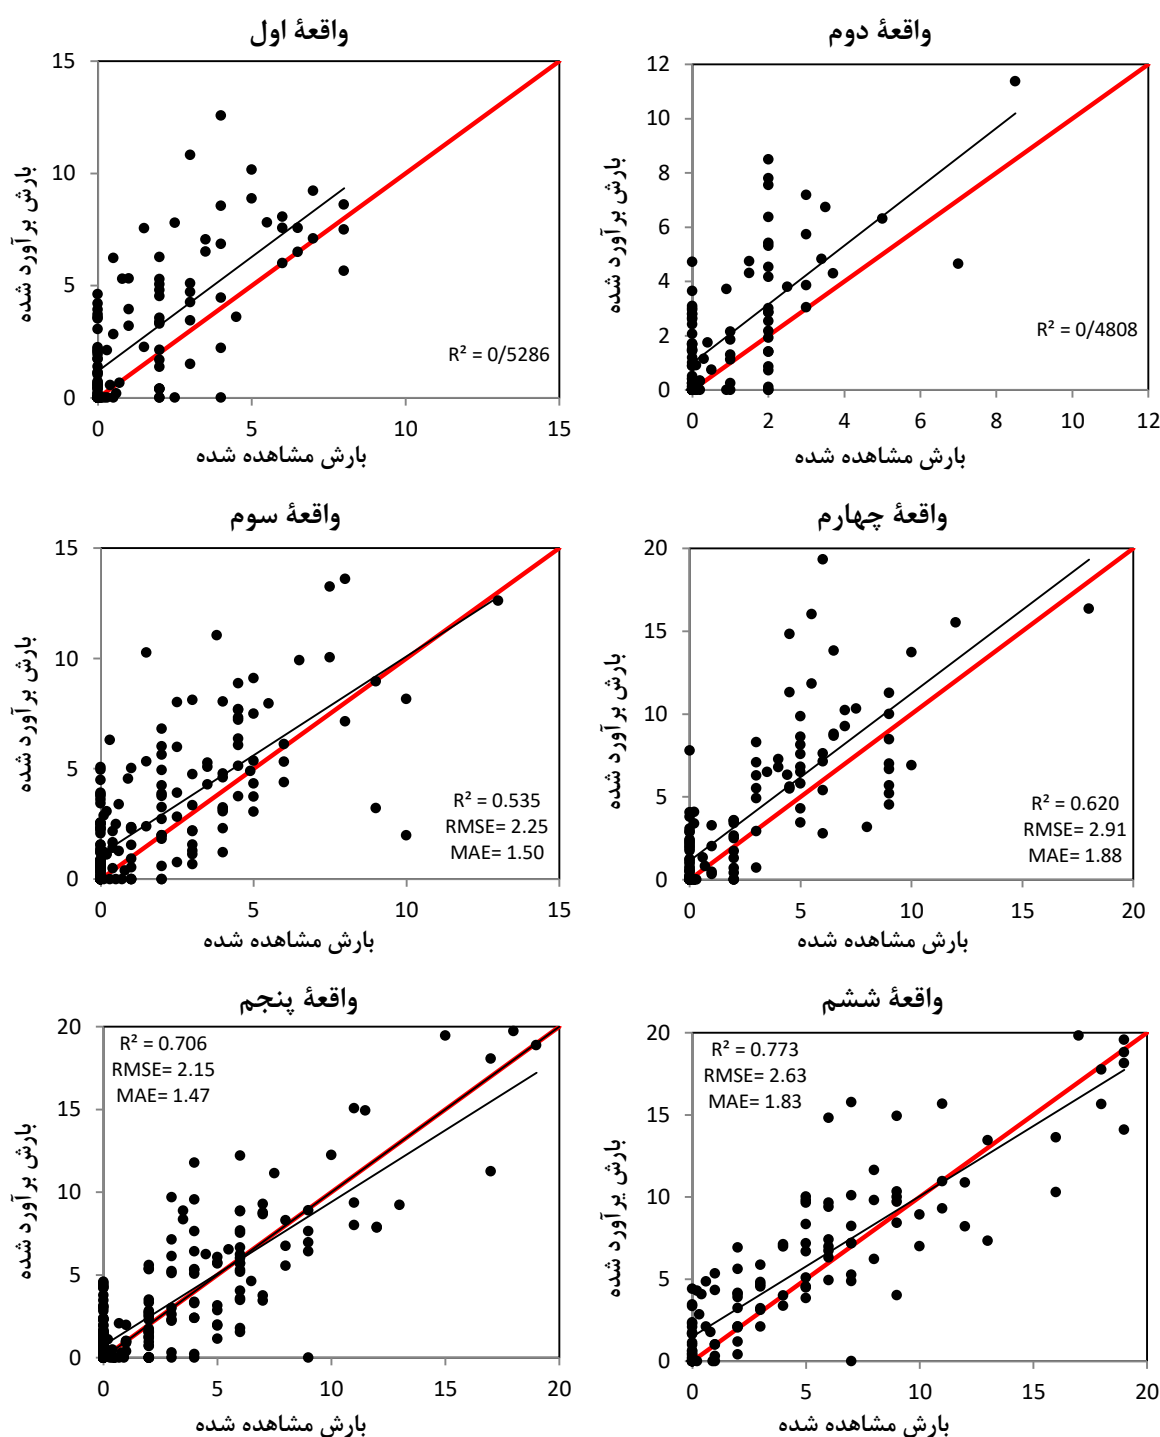 واقعۀ اول
15
10
5
0
0
5
10
15
R² = 0/5286
بارش برآورد شده
بارش مشاهده شده
واقعۀ دوم
12
10
8
6
4
2
0
0
2
4
6
8
10
12
R² = 0/4808
بارش برآورد شده
بارش مشاهده شده
واقعۀ سوم
15
10
5
0
0
5
10
15
R² = 0.535
RMSE= 2.25
MAE= 1.50
بارش برآورد شده
بارش مشاهده شده
واقعۀ چهارم
20
15
10
5
0
0
5
10
15
20
R² = 0.620
RMSE= 2.91
MAE= 1.88
بارش برآورد شده
بارش مشاهده شده
واقعۀ پنجم
20
15
10
5
0
0
5
10
15
20
R² = 0.706
RMSE= 2.15
MAE= 1.47
بارش برآورد شده
بارش مشاهده شده
واقعۀ ششم
20
15
10
5
0
0
5
10
15
20
R² = 0.773
RMSE= 2.63
MAE= 1.83
بارش برآورد شده
بارش مشاهده شده